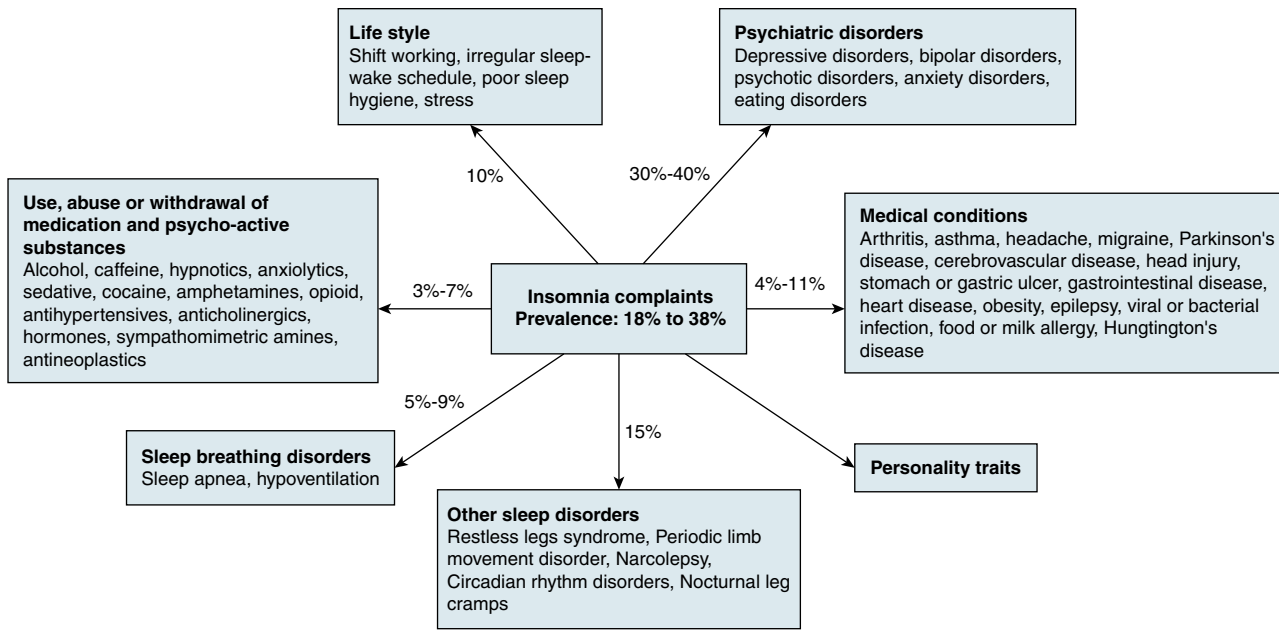 Life style
Shift working, irregular sleep-
wake schedule, poor sleep
hygiene, stress
Psychiatric disorders
Depressive disorders, bipolar disorders,
psychotic disorders, anxiety disorders,
eating disorders
10%
30%-40%
Use, abuse or withdrawal of
medication and psycho-active
substances
Alcohol, caffeine, hypnotics, anxiolytics,
sedative, cocaine, amphetamines, opioid,
antihypertensives, anticholinergics,
hormones, sympathomimetric amines,
antineoplastics
3%-7%
Insomnia complaints
Prevalence: 18% to 38%
4%-11%
Medical conditions
Arthritis, asthma, headache, migraine, Parkinson's
disease, cerebrovascular disease, head injury,
stomach or gastric ulcer, gastrointestinal disease,
heart disease, obesity, epilepsy, viral or bacterial
infection, food or milk allergy, Hungtington's
disease
5%-9%
15%
Sleep breathing disorders
Sleep apnea, hypoventilation
Other sleep disorders
Restless legs syndrome, Periodic limb
movement disorder, Narcolepsy,
Circadian rhythm disorders, Nocturnal leg
cramps
Personality traits